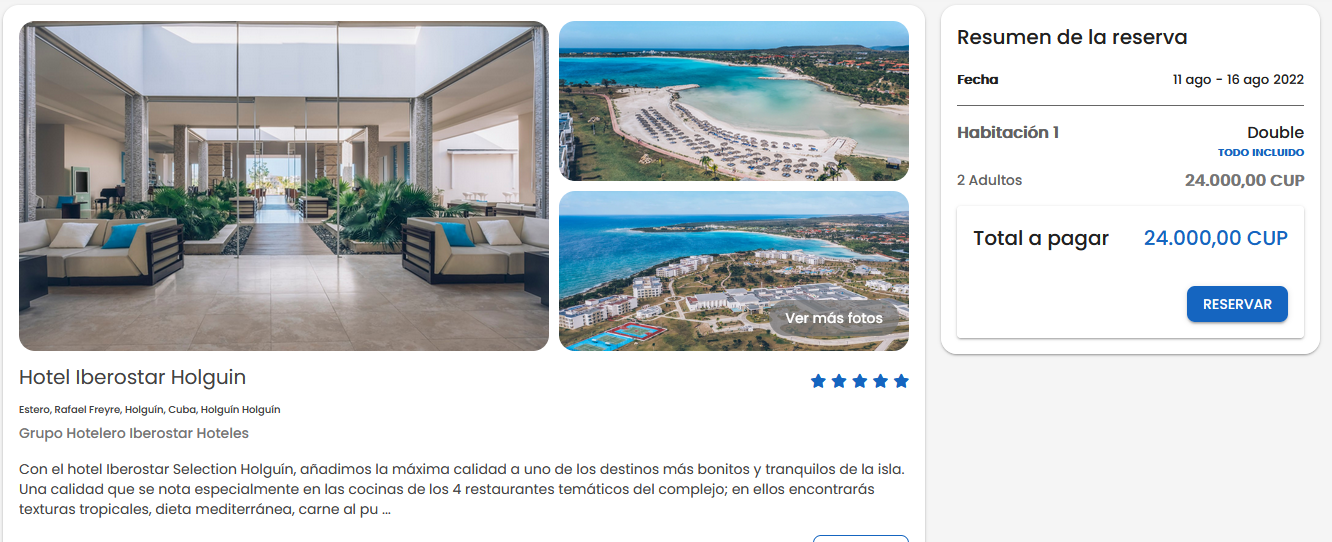 Ver más fotos
Hotel Iberostar Holguin
Estero, Rafael Freyre, Holguín, Cuba, Holguín Holguín
Grupo Hotelero Iberostar Hoteles
Con el hotel Iberostar Selection Holguín, añadimos la máxima calidad a uno de los destinos más bonitos y tranquilos de la isla.
Una calidad que se nota especialmente en las cocinas de los 4 restaurantes temáticos del complejo; en ellos encontrarás
texturas tropicales, dieta mediterránea, carne al pu ...
Resumen de la reserva
Fecha 11 ago - 16 ago 2022
Habitación 1 Double
TODO INCLUIDO
2 Adultos 24.000,00 CUP
Total a pagar 24.000,00 CUP
RESERVAR